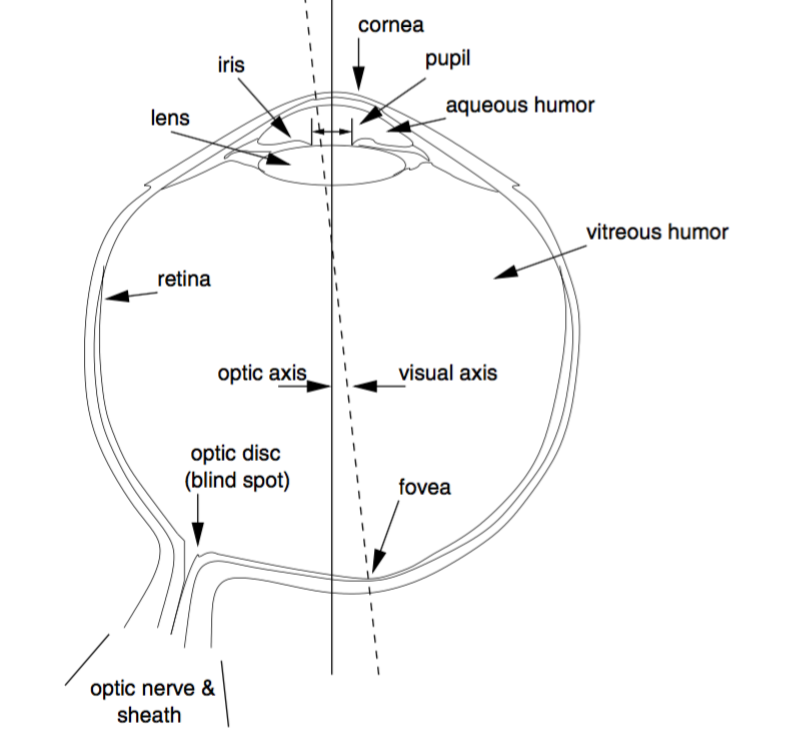 cornea
iris
pupil
lens
aqueous humor
vitreous humor
retina
optic axis
visual axis
optic disc
(blind spot)
fovea
optic nerve &
sheath